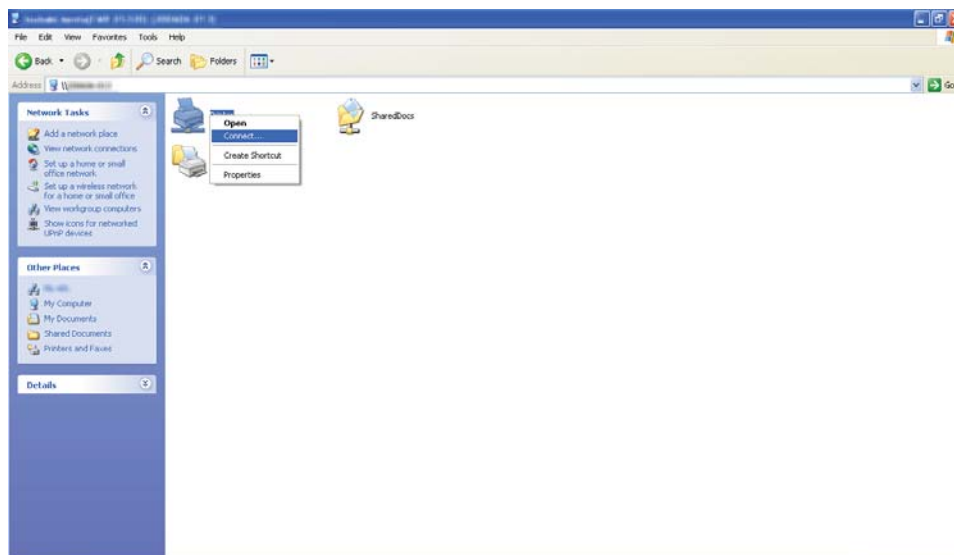 File Edit View Favorites Tools Help
Back Search Folders
Address \\ Go
Network Tasks
Add a network place
View network connections
Set up a home or small
office network
Set up a wireless network
for a home or small office
View workgroup computers
Show icons for networked
UPnP devices
Other Places
My Computer
My Documents
Shared Documents
Printers and Faxes
Details
Open
Connect...
Create Shortcut
Properties
SharedDocs